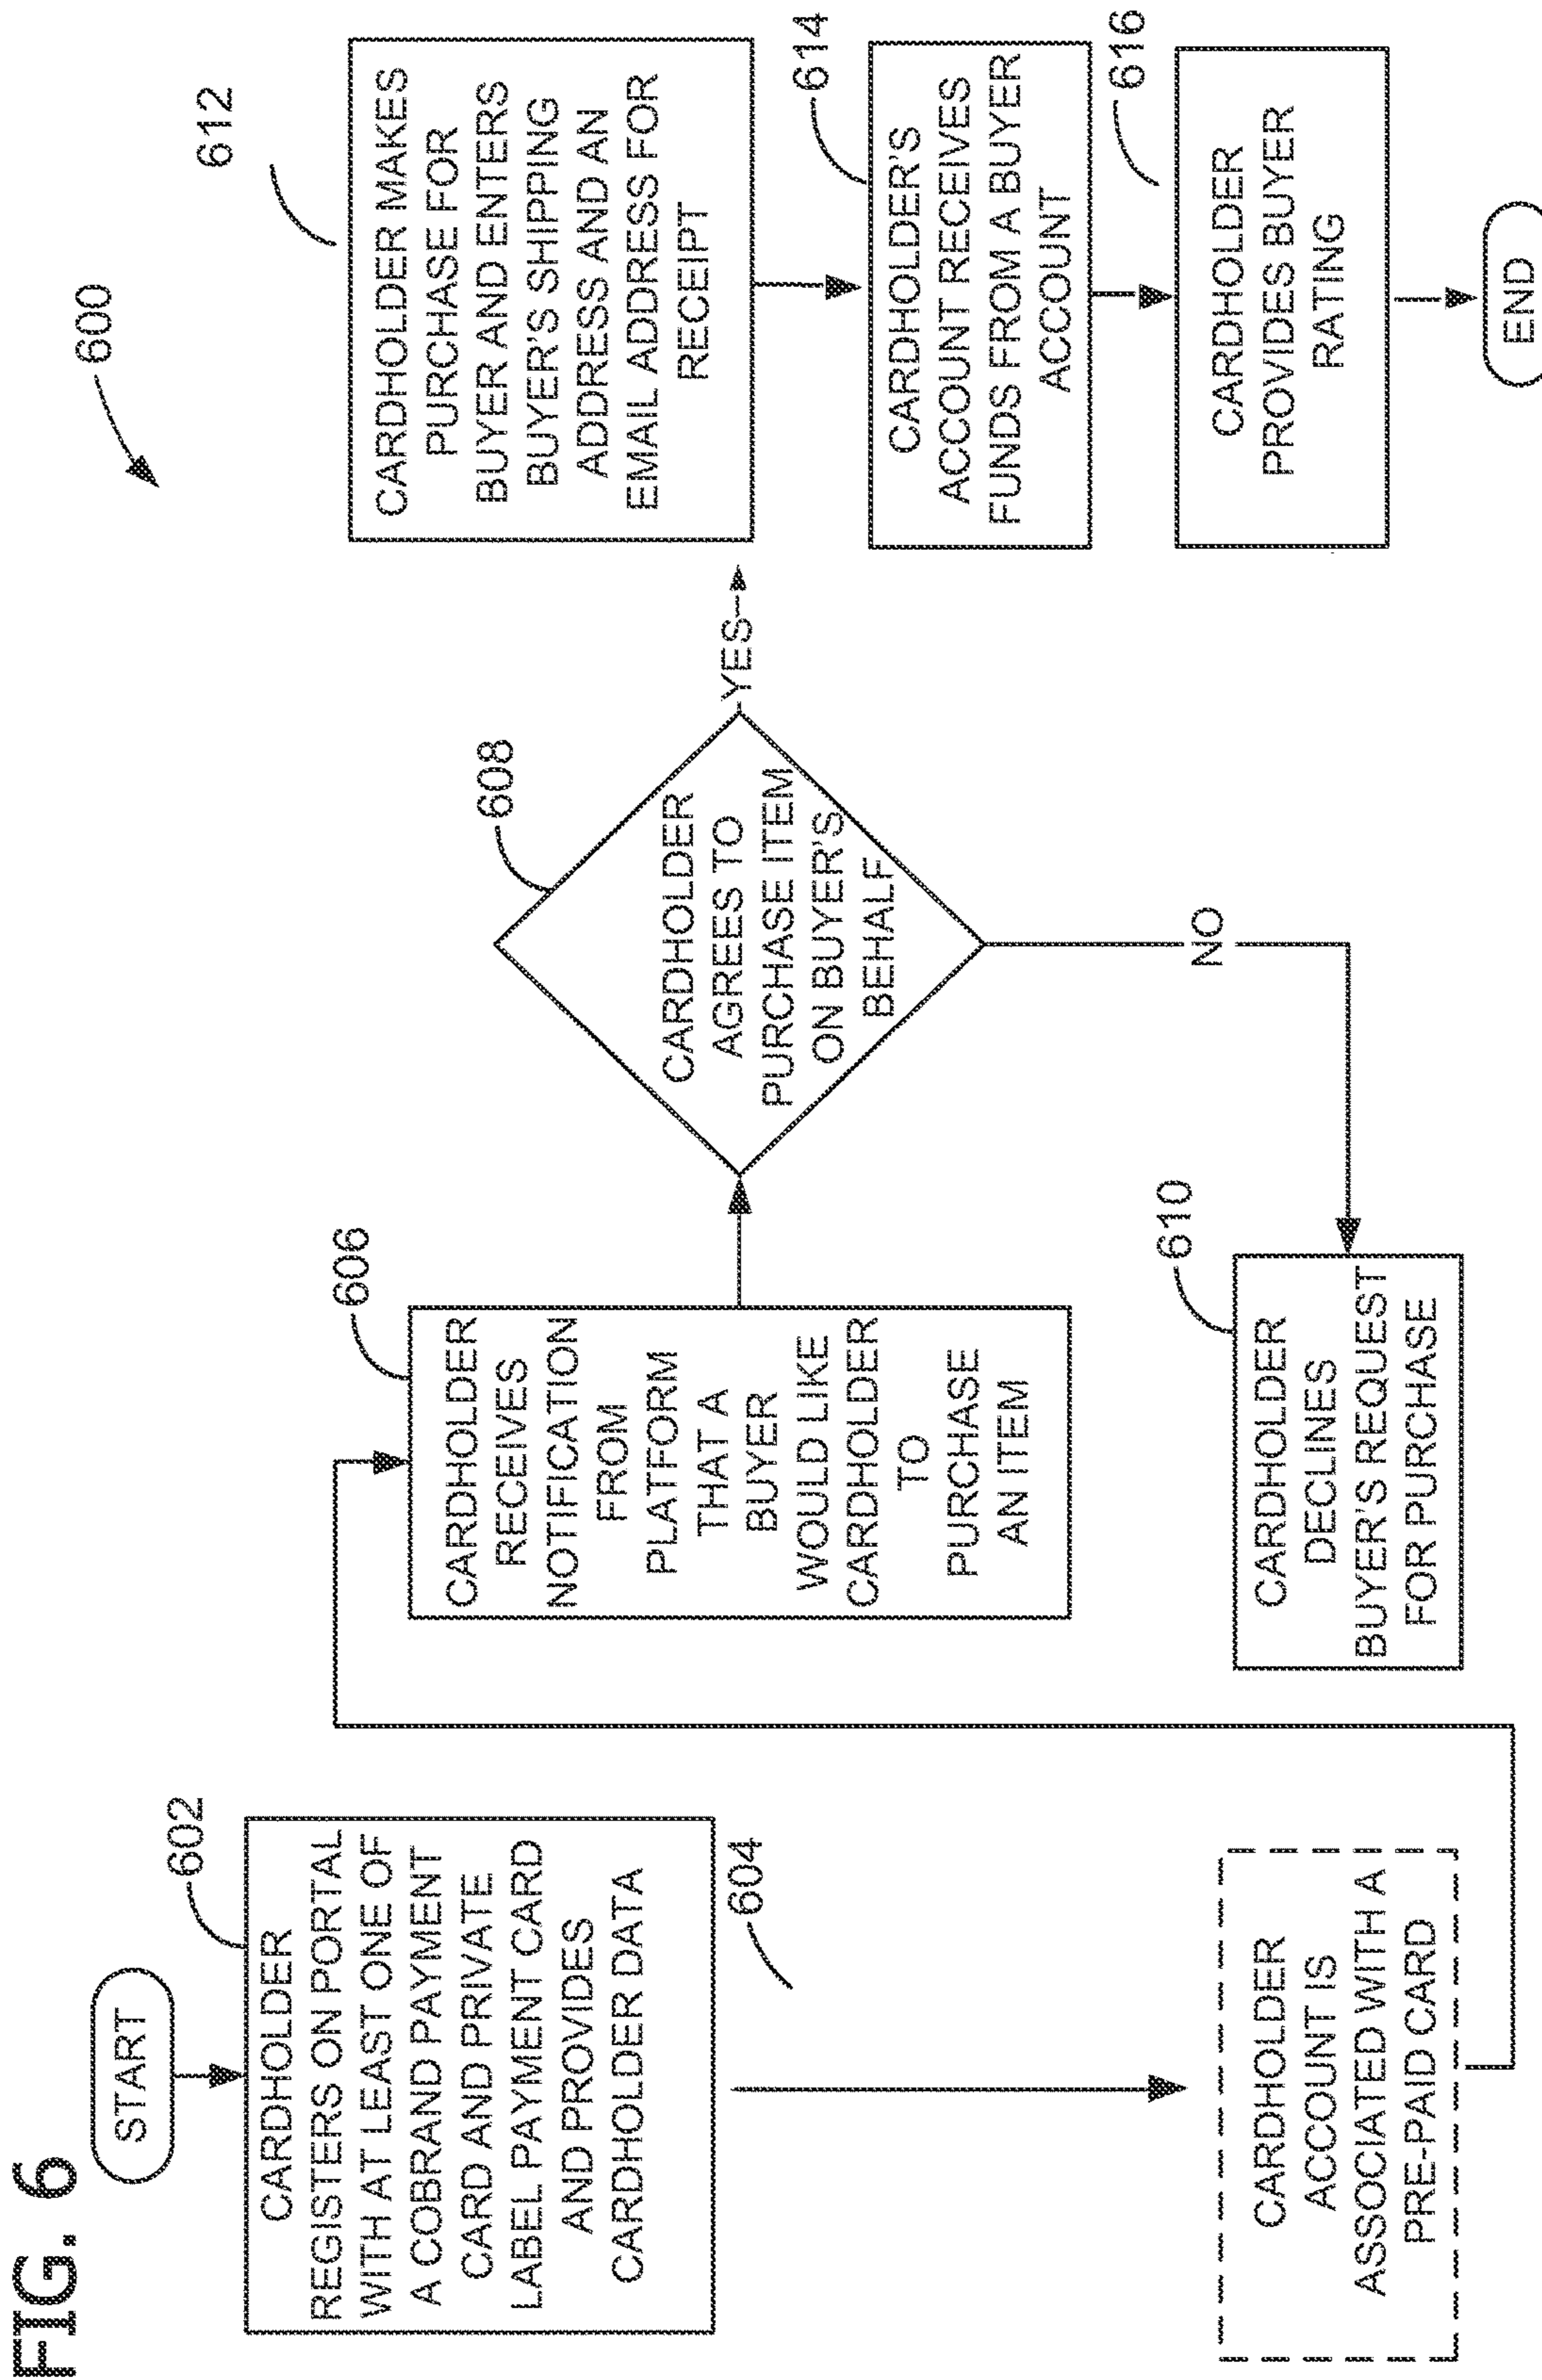 FIG. 6
600
START
602
CARDHOLDER
REGISTERS ON PORTAL
WITH AT LEAST ONE OF
A COBRAND PAYMENT
CARD AND PRIVATE
LABEL PAYMENT CARD
AND PROVIDES
CARDHOLDER DATA
604
CARDHOLDER
ACCOUNT IS
ASSOCIATED WITH A
PRE-PAID CARD
606
CARDHOLDER
RECEIVES
NOTIFICATION
FROM
PLATFORM
THAT A
BUYER
WOULD LIKE
CARDHOLDER
TO
PURCHASE
AN ITEM
608
CARDHOLDER
AGREES TO
PURCHASE ITEM
ON BUYER'S
BEHALF
NO
610
CARDHOLDER
DECLINES
BUYER'S REQUEST
FOR PURCHASE
YES
612
CARDHOLDER MAKES
PURCHASE FOR
BUYER AND ENTERS
BUYER'S SHIPPING
ADDRESS AND AN
EMAIL ADDRESS FOR
RECEIPT
614
CARDHOLDER'S
ACCOUNT RECEIVES
FUNDS FROM A BUYER
ACCOUNT
616
CARDHOLDER
PROVIDES BUYER
RATING
END